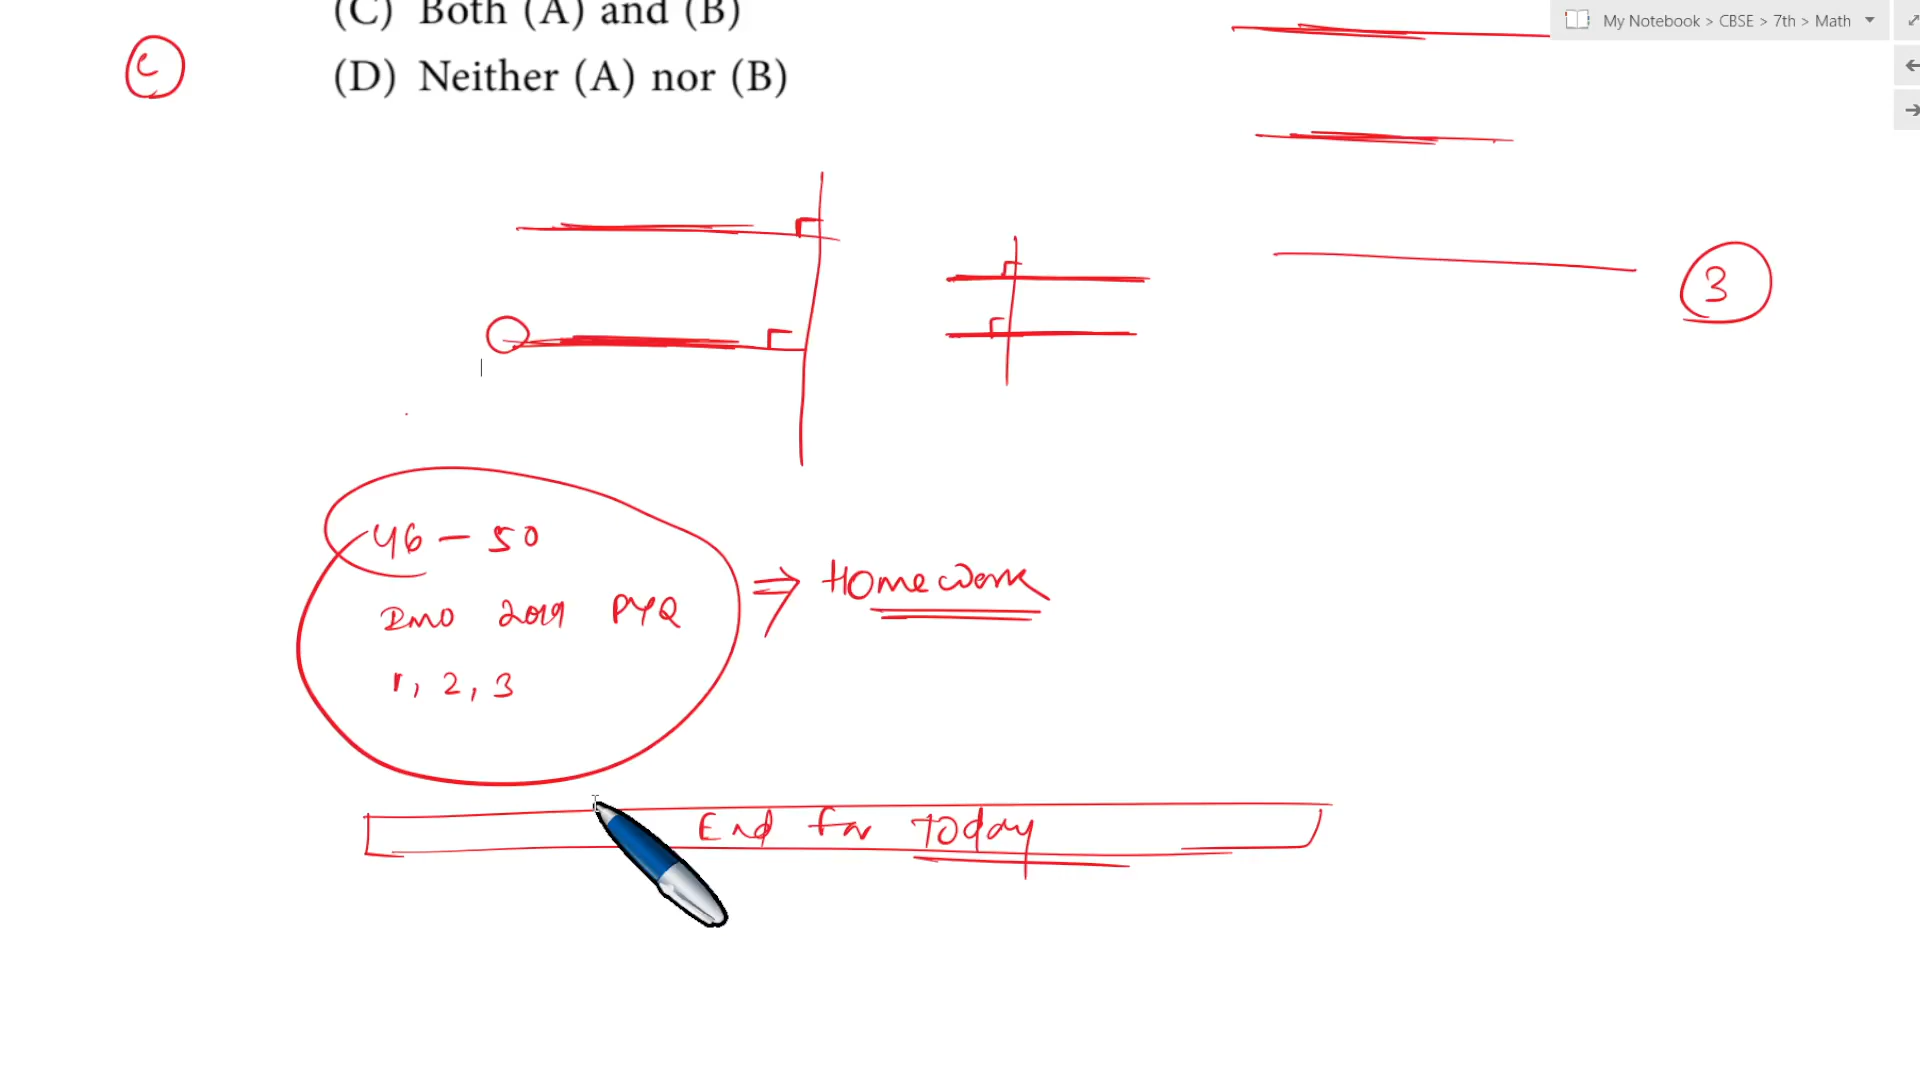 (C) Both (A) and (B)
My Notebook > CBSE > 7th > Math
C
(D) Neither (A) nor (B)
3
46 - 50
IMO 2019 PYQ
1, 2, 3
⇒ Homework
End for Today